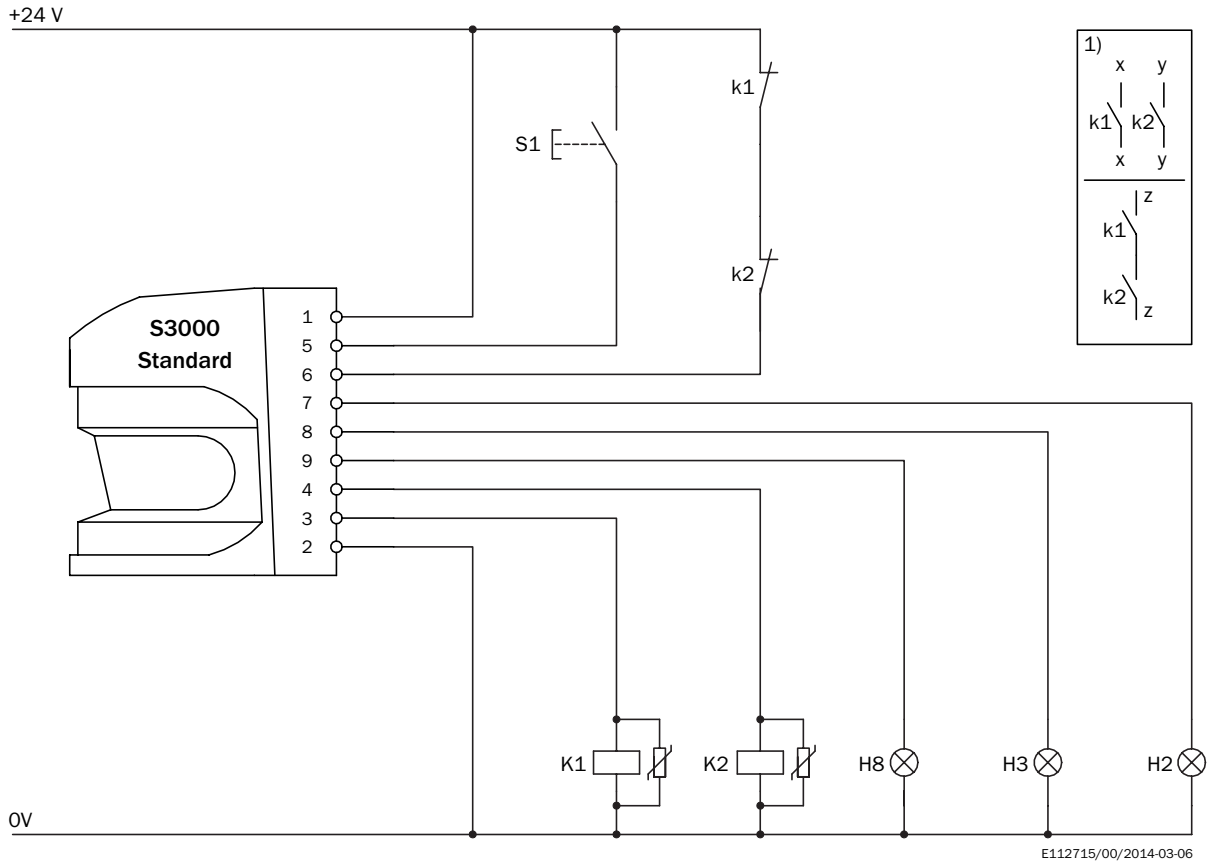 +24 V
1)
x y
k1
S1
k1 k2
x y
z
k1
k2
k2
z
S3000
Standard
1
5
6
7
8
9
4
3
2
K1
K2
H8
H3
H2
0V
E112715/00/2014-03-06